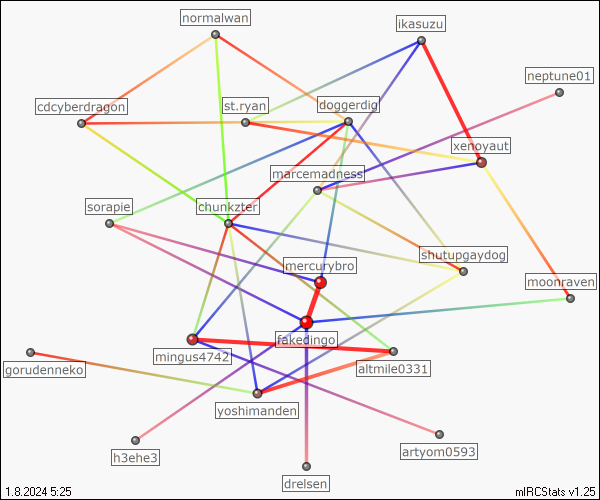 normalwan
ikasuzu
neptune01
cdcyberdragon
st.ryan
doggerdig
xenoyaut
marcemadness
sorapie
chunkzter
shutupgaydog
mercurybro
moonraven
fakedingo
mingus4742
gorudenneko
altmile0331
yoshimanden
h3ehe3
artyom0593
drelsen
1.8.2024 5:25
mIRCStats v1.25